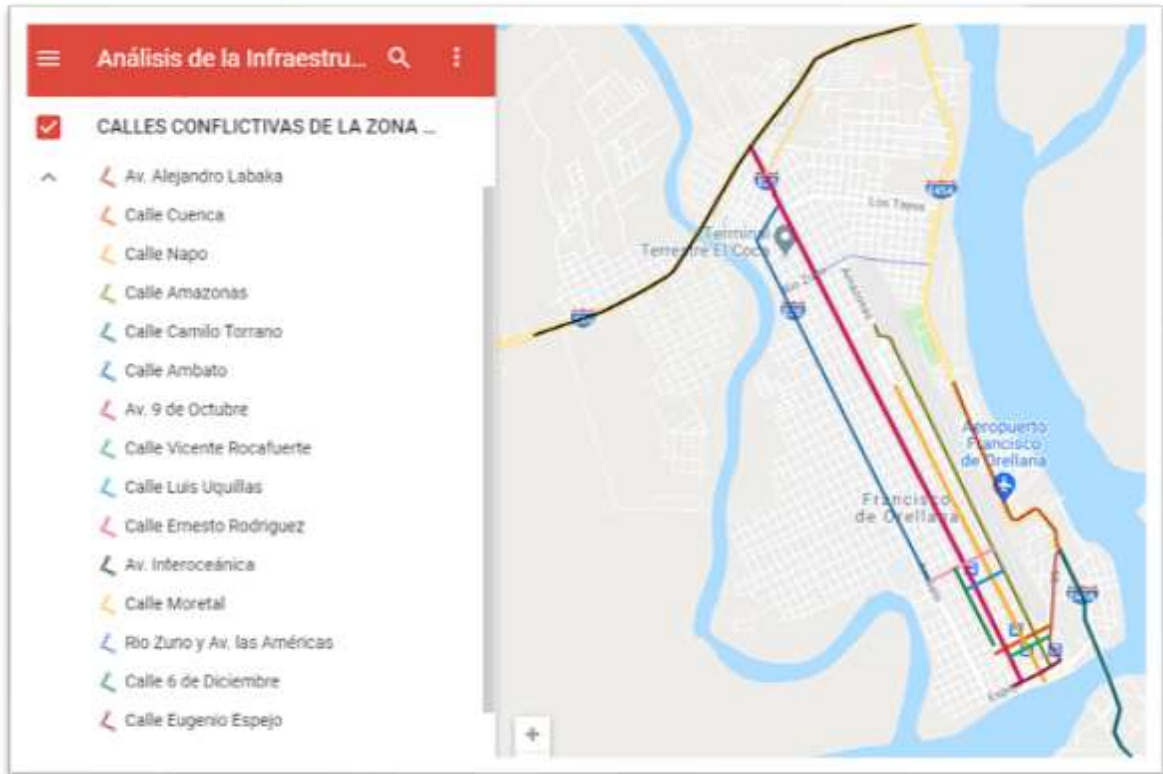 Análisis de la Infraestru...
CALLES CONFLICTIVAS DE LA ZONA ...
Av. Alejandro Labaka
Calle Cuenca
Calle Napo
Calle Amazonas
Calle Camilo Torrano
Calle Ambato
Av. 9 de Octubre
Calle Vicente Rocafuerte
Calle Luis Uquillas
Calle Ernesto Rodriguez
Av. Interoceánica
Calle Moretal
Rio Zuno y Av. las Américas
Calle 6 de Diciembre
Calle Eugenio Espejo
Los Tapos
E45A
Terminal
Terrestre El Coca
Amazonas
Aeropuerto
Francisco
de Orellana
Francisco
de Orellana